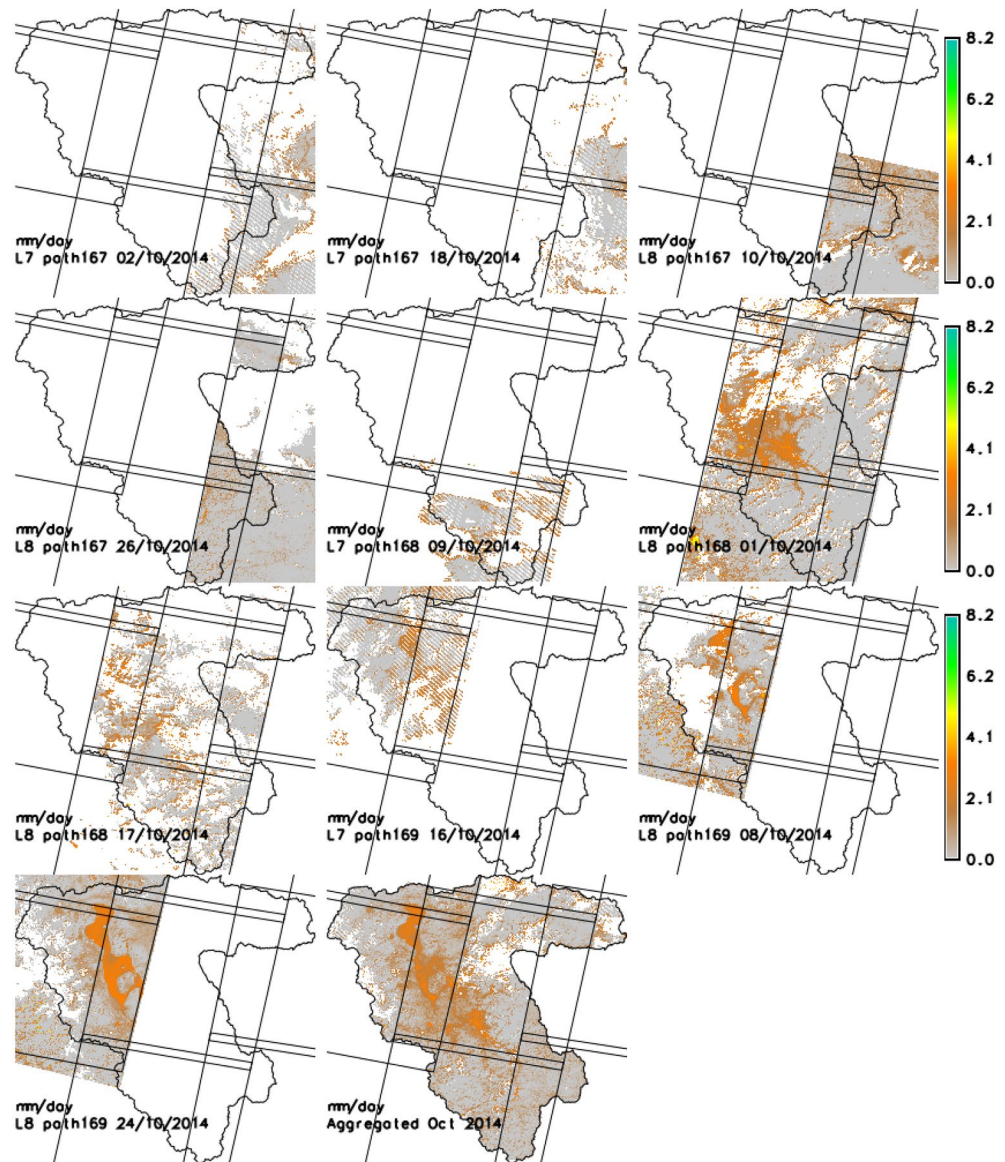 8.2
6.2
4.1
2.1
0.0
mm/day
L7 path167 02/10/2014
mm/day
L7 path167 18/10/2014
mm/day
L8 path167 10/10/2014
8.2
6.2
4.1
2.1
0.0
mm/day
L8 path167 26/10/2014
mm/day
L7 path168 09/10/2014
mm/day
L8 path168 01/10/2014
8.2
6.2
4.1
2.1
0.0
mm/day
L8 path168 17/10/2014
mm/day
L7 path169 16/10/2014
mm/day
L8 path169 08/10/2014
mm/day
L8 path169 24/10/2014
mm/day
Aggregated Oct 2014